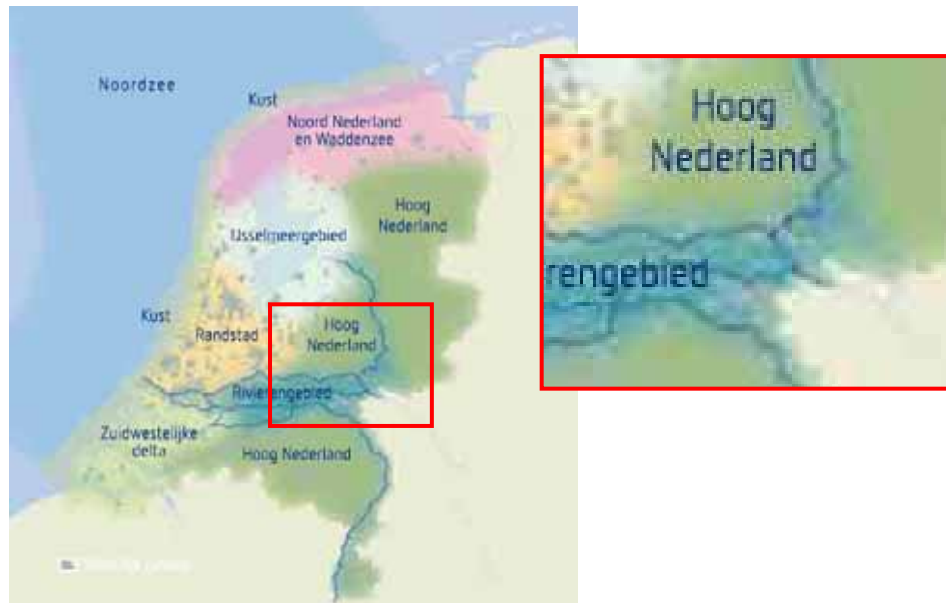 Noordzee
Kust
Noord Nederland
en Waddenzee
Hoog
Nederland
IJsselmeergebied
Kust
Randstad
Hoog
Nederland
Rivierengebied
Zuidwestelijke
delta
Hoog Nederland
Hoog
Nederland
rengebied